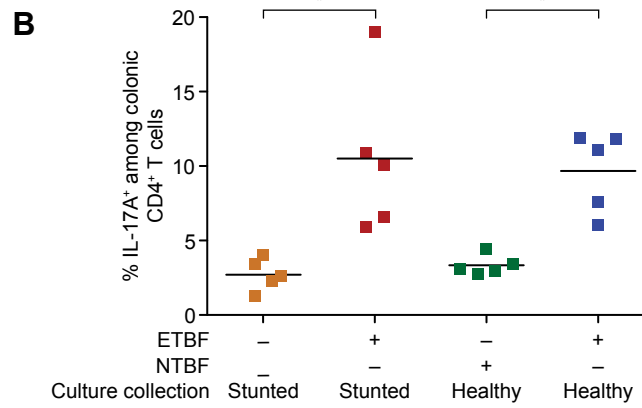 B
% IL-17A⁺ among colonic
CD4⁺ T cells
20
15
10
5
0
ETBF – + – +
NTBF – – + –
Culture collection Stunted Stunted Healthy Healthy